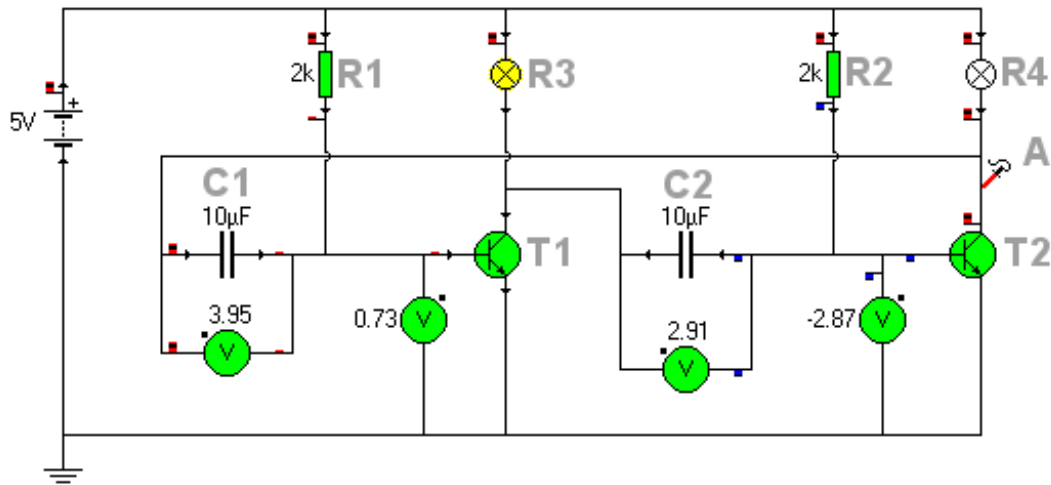 2k R1 R3 2k R2 R4
5V +
A
C1 C2
10µF 10µF
T1 T2
3.95 V 0.73 V 2.91 V -2.87 V